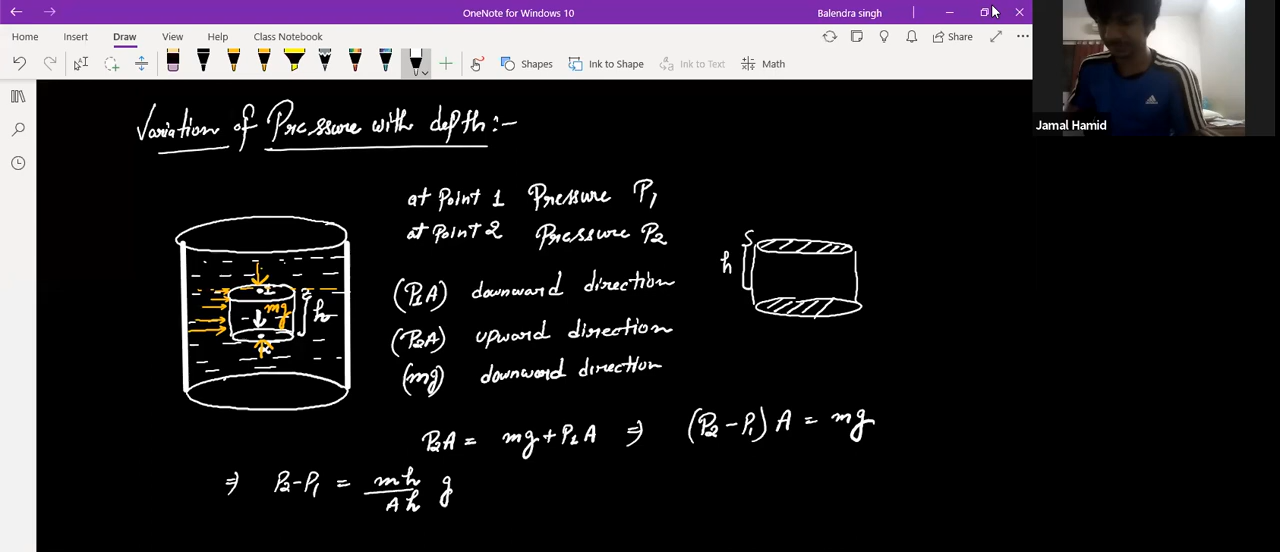 OneNote for Windows 10
Balendra singh
Home Insert Draw View Help Class Notebook Share
Shapes Ink to Shape Ink to Text Math
Jamal Hamid
Variation of Pressure with depth:-
at Point 1 Pressure P1
at Point 2 Pressure P2
(P1A) downward direction
(P2A) upward direction
(mg) downward direction
1
mg
h
2
h
P2A = mg + P1A ⇒ (P2-P1) A = mg
⇒ P2-P1 = mh/Ah g